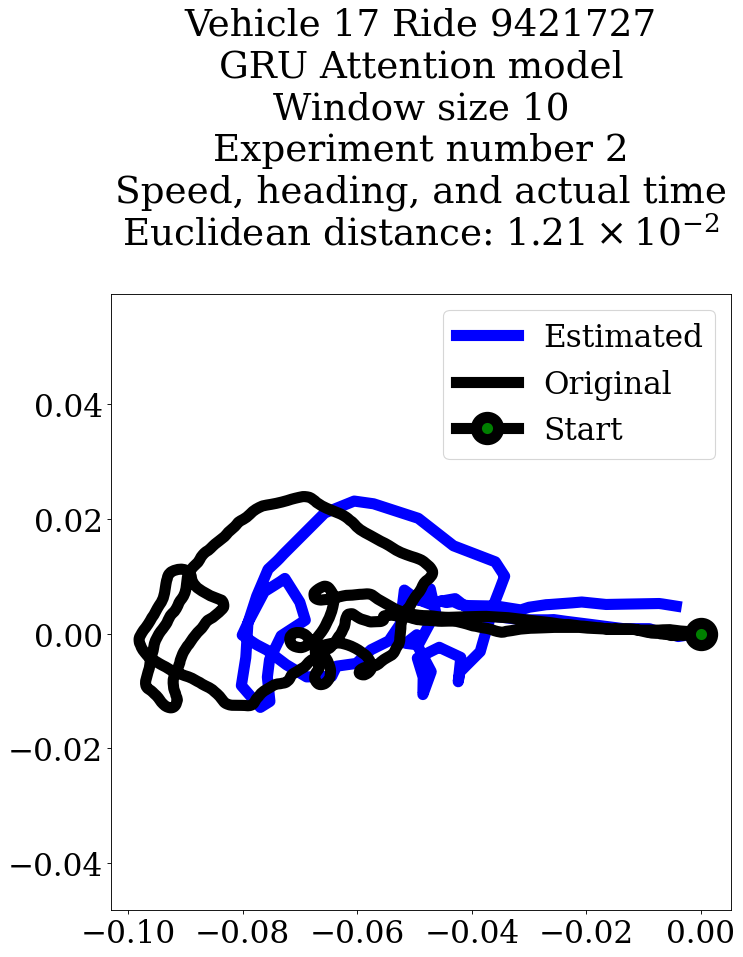 Vehicle 17 Ride 9421727
GRU Attention model
Window size 10
Experiment number 2
Speed, heading, and actual time
Euclidean distance: 1.21 × 10⁻²
Estimated
Original
Start
0.04
0.02
0.00
−0.02
−0.04
−0.10 −0.08 −0.06 −0.04 −0.02 0.00